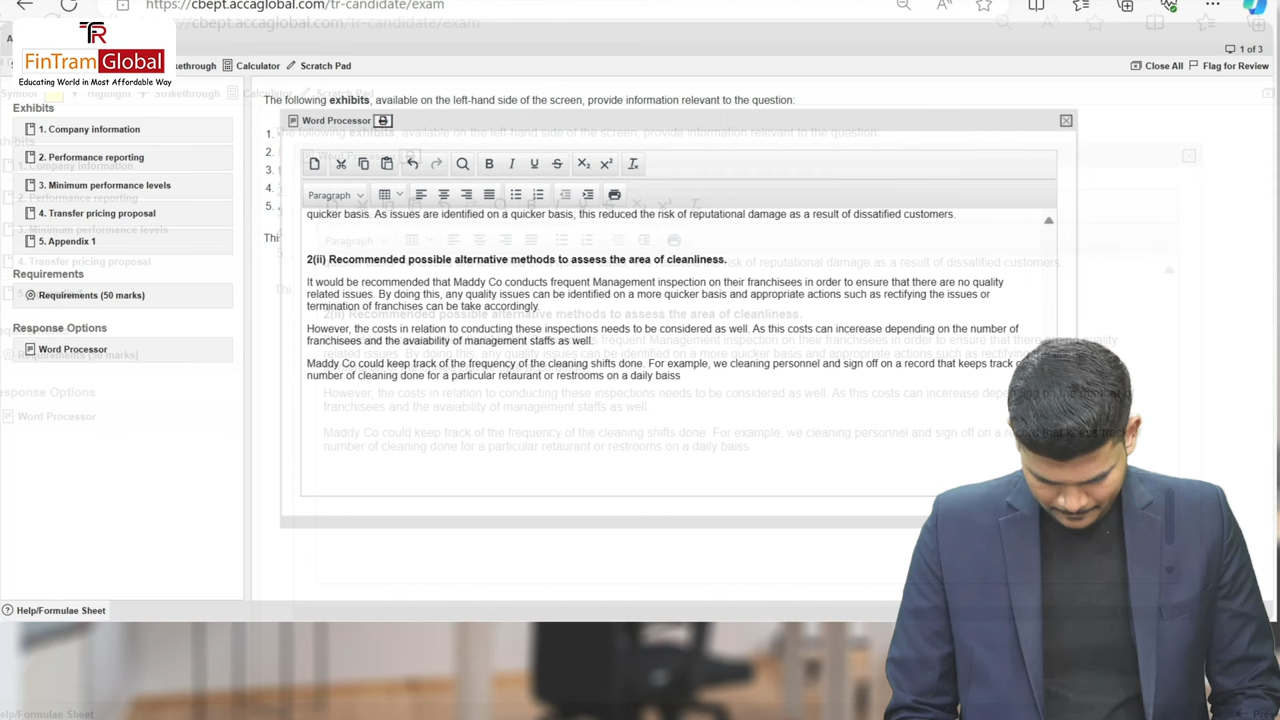 https://cbept.accaglobal.com/tr-candidate/exam
FR
FinTram Global
Educating World in Most Affordable Way
1 of 3
Calculator
Scratch Pad
Close All
Flag for Review
Exhibits
1. Company information
2. Performance reporting
3. Minimum performance levels
4. Transfer pricing proposal
5. Appendix 1
Requirements
Requirements (50 marks)
Response Options
Word Processor
Help/Formulae Sheet
The following exhibits, available on the left-hand side of the screen, provide information relevant to the question:
1.
2.
3.
4.
5.
Word Processor
Paragraph
quicker basis. As issues are identified on a quicker basis, this reduced the risk of reputational damage as a result of dissatified customers.
2(ii) Recommended possible alternative methods to assess the area of cleanliness.
It would be recommended that Maddy Co conducts frequent Management inspection on their franchisees in order to ensure that there are no quality
related issues. By doing this, any quality issues can be identified on a more quicker basis and appropriate actions such as rectifying the issues or
termination of franchises can be take accordingly.
However, the costs in relation to conducting these inspections needs to be considered as well. As this costs can increase depending on the number of
franchisees and the avaiability of management staffs as well.
Maddy Co could keep track of the frequency of the cleaning shifts done. For example, we cleaning personnel and sign off on a record that keeps track
number of cleaning done for a particular retaurant or restrooms on a daily baiss